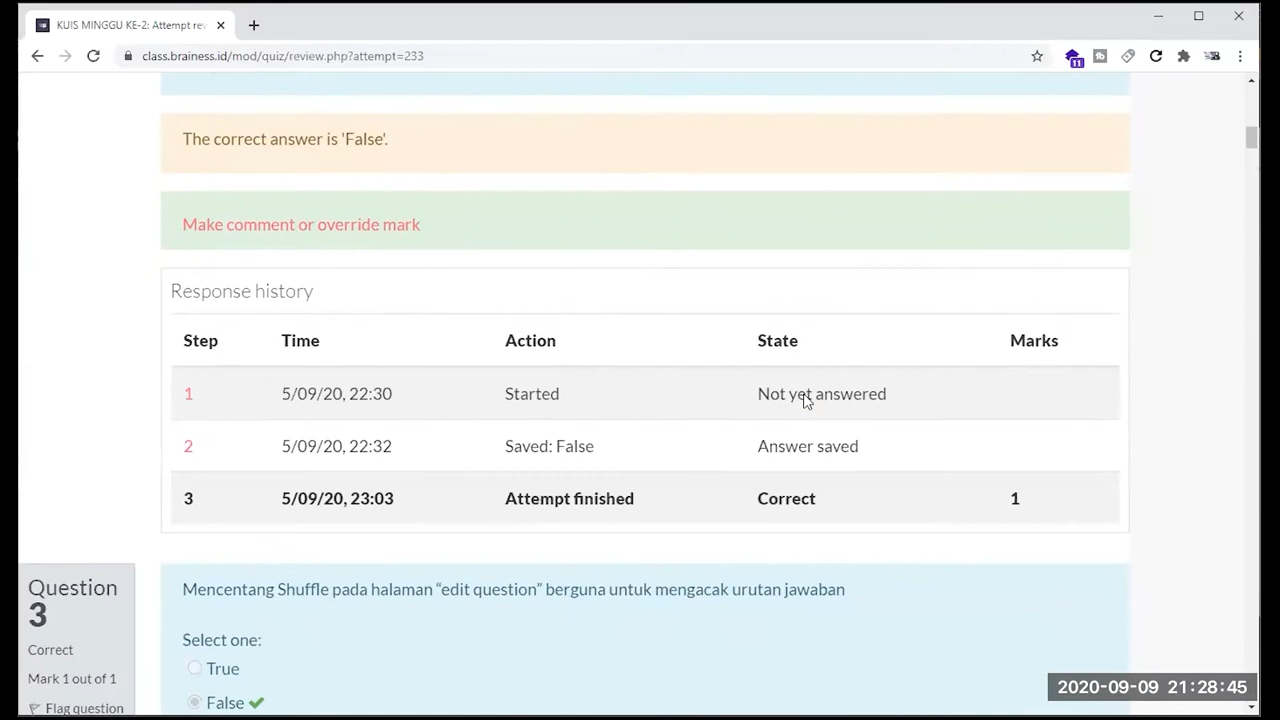 KUIS MINGGU KE-2: Attempt rev
class.brainess.id/mod/quiz/review.php?attempt=233
11
The correct answer is 'False'.
Make comment or override mark
Response history
Step Time Action State Marks
1 5/09/20, 22:30 Started Not yet answered
2 5/09/20, 22:32 Saved: False Answer saved
3 5/09/20, 23:03 Attempt finished Correct 1
Question
3
Correct
Mark 1 out of 1
Flag question
Mencentang Shuffle pada halaman “edit question” berguna untuk mengacak urutan jawaban
Select one:
True
False
2020-09-09 21:28:45